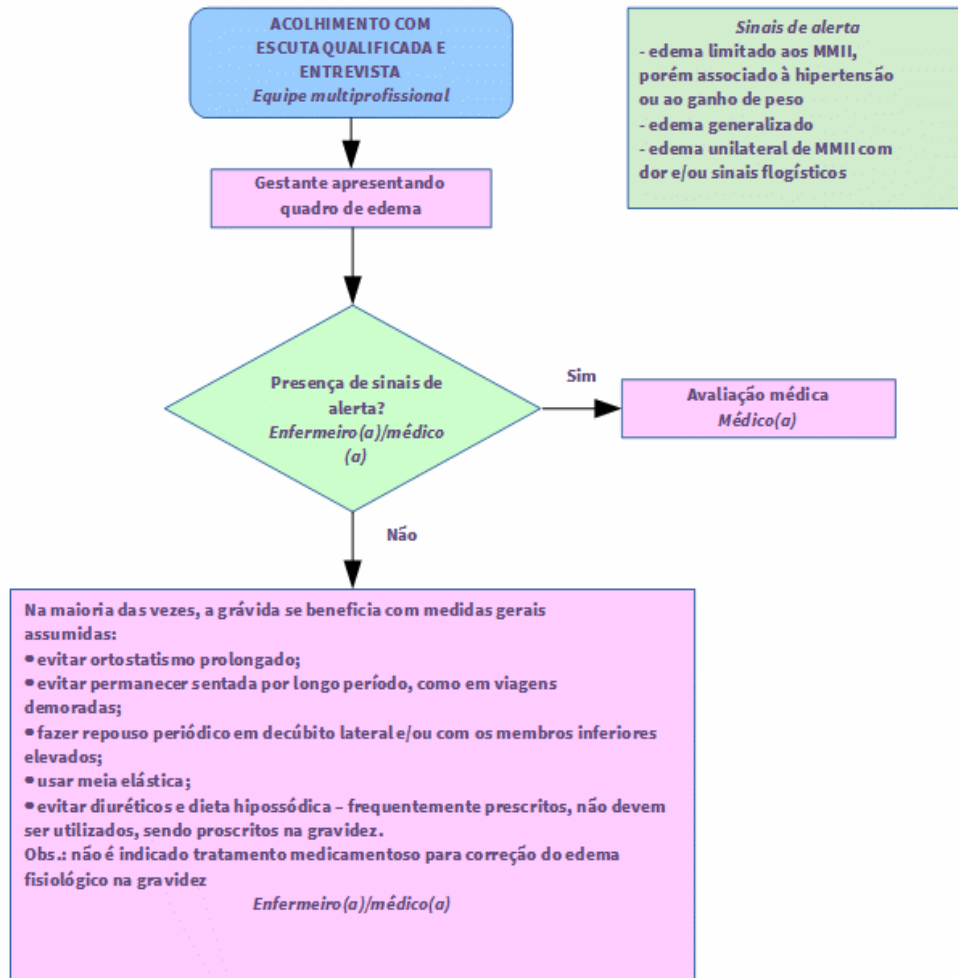 ACOLHIMENTO COM
ESCUTA QUALIFICADA E
ENTREVISTA
Equipe multiprofissional
Sinais de alerta
- edema limitado aos MMII,
porém associado à hipertensão
ou ao ganho de peso
- edema generalizado
- edema unilateral de MMII com
dor e/ou sinais flogísticos
Gestante apresentando
quadro de edema
Presença de sinais de
alerta?
Enfermeiro(a)/médico
(a)
Sim
Avaliação médica
Médico(a)
Não
Na maioria das vezes, a grávida se beneficia com medidas gerais
assumidas:
• evitar ortostatismo prolongado;
• evitar permanecer sentada por longo período, como em viagens
demoradas;
• fazer repouso periódico em decúbito lateral e/ou com os membros inferiores
elevados;
• usar meia elástica;
• evitar diuréticos e dieta hipossódica – frequentemente prescritos, não devem
ser utilizados, sendo proscritos na gravidez.
Obs.: não é indicado tratamento medicamentoso para correção do edema
fisiológico na gravidez
Enfermeiro(a)/médico(a)